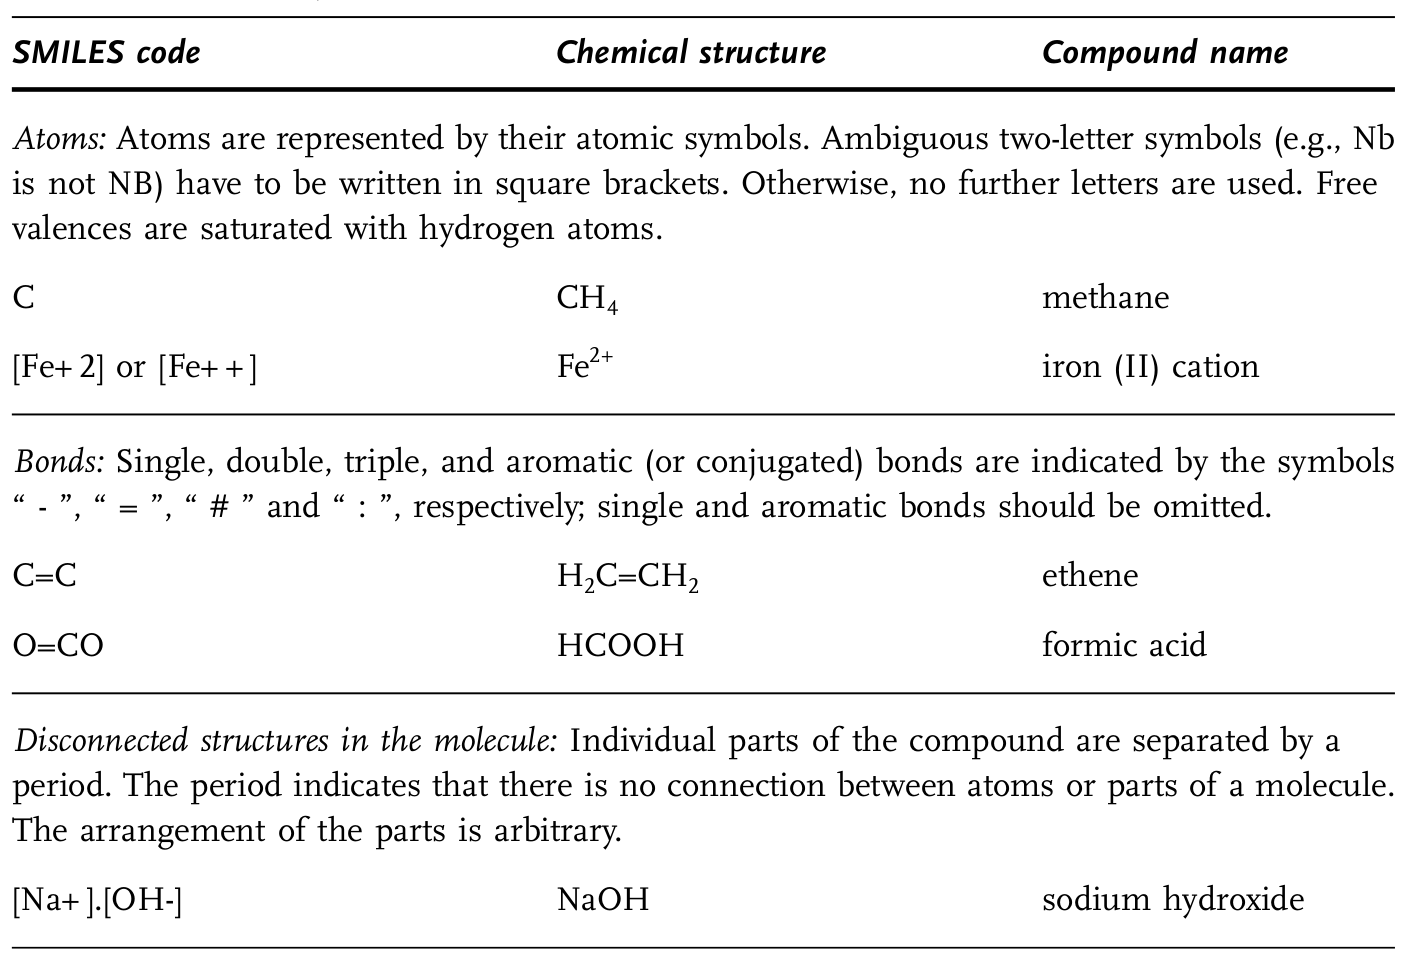 SMILES code Chemical structure Compound name
Atoms: Atoms are represented by their atomic symbols. Ambiguous two-letter symbols (e.g., Nb
is not NB) have to be written in square brackets. Otherwise, no further letters are used. Free
valences are saturated with hydrogen atoms.
C CH4 methane
[Fe+ 2] or [Fe+ + ] Fe2+ iron (II) cation
Bonds: Single, double, triple, and aromatic (or conjugated) bonds are indicated by the symbols
“ - ”, “ = ”, “ # ” and “ : ”, respectively; single and aromatic bonds should be omitted.
C=C H2C=CH2 ethene
O=CO HCOOH formic acid
Disconnected structures in the molecule: Individual parts of the compound are separated by a
period. The period indicates that there is no connection between atoms or parts of a molecule.
The arrangement of the parts is arbitrary.
[Na+ ].[OH-] NaOH sodium hydroxide